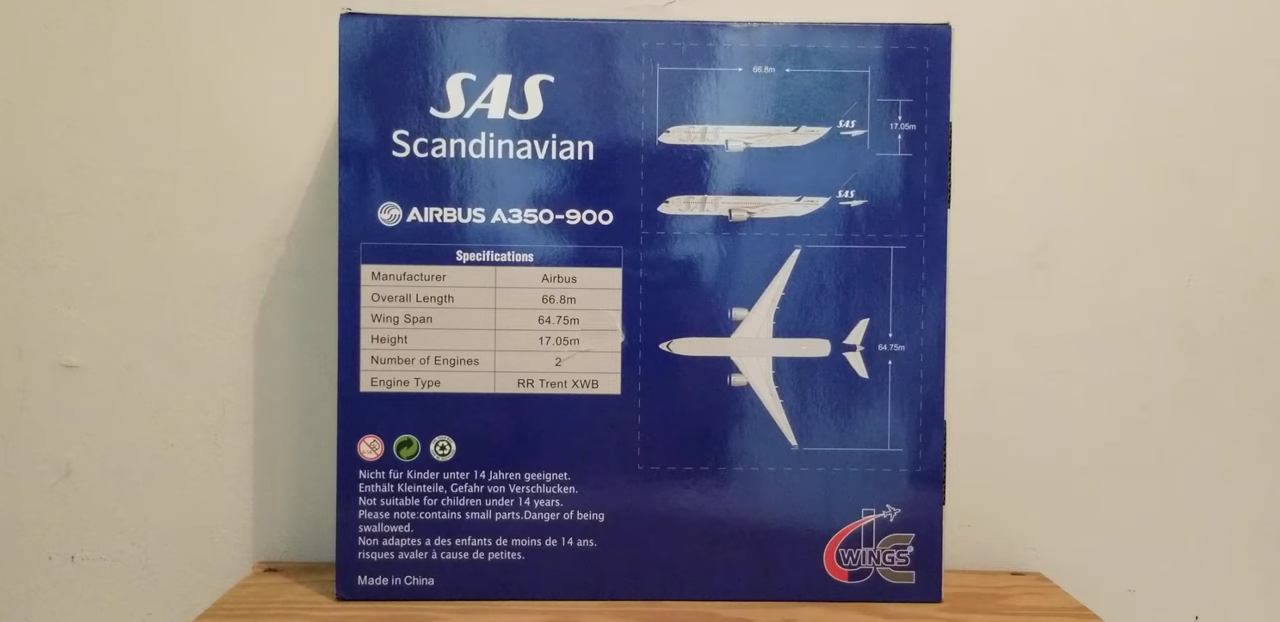 SAS
Scandinavian
AIRBUS A350-900
Specifications
Manufacturer Airbus
Overall Length 66.8m
Wing Span 64.75m
Height 17.05m
Number of Engines 2
Engine Type RR Trent XWB
Nicht für Kinder unter 14 Jahren geeignet.
Enthält Kleinteile, Gefahr von Verschlucken.
Not suitable for children under 14 years.
Please note:contains small parts.Danger of being
swallowed.
Non adaptes a des enfants de moins de 14 ans.
risques avaler à cause de petites.
Made in China
66.8m
SAS
17.05m
SAS
SAS
SAS
64.75m
JC
WINGS